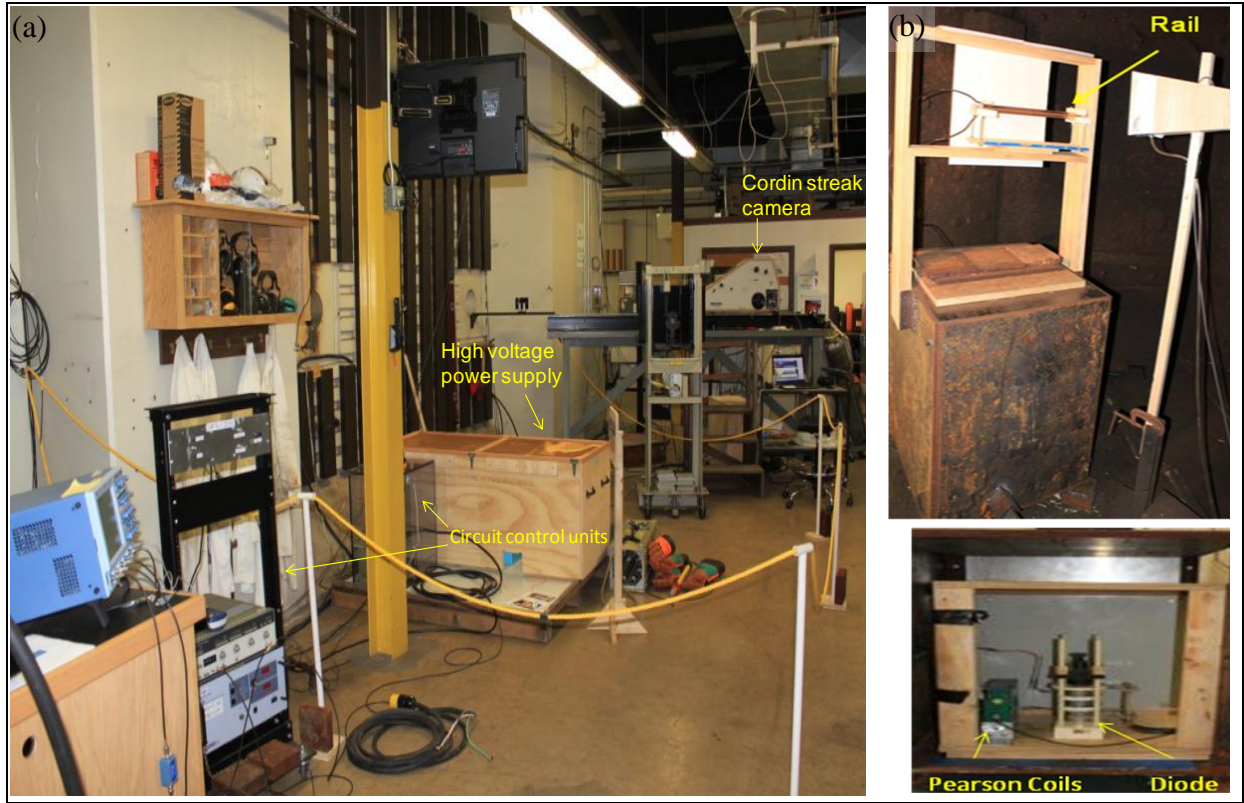 (a)
Cordin streak
camera
High voltage
power supply
Circuit control units
(b)
Rail
Pearson Coils
Diode